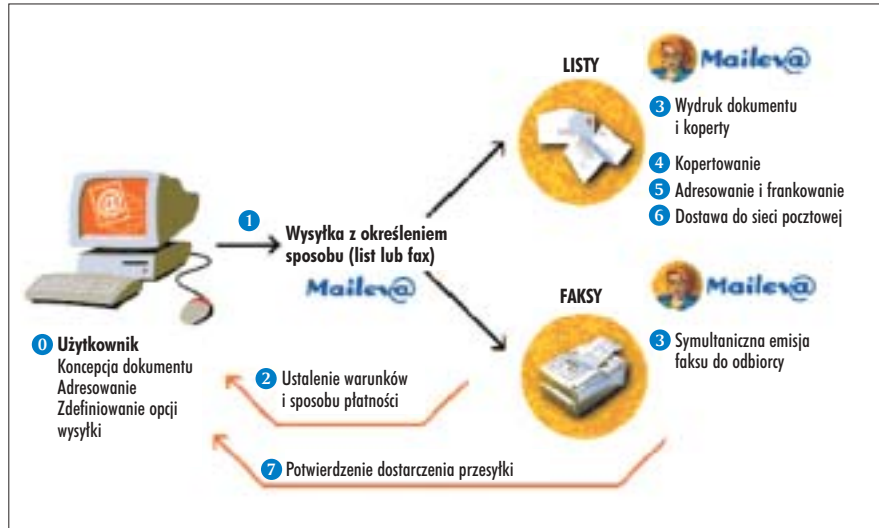 LISTY
Mailev@
3 Wydruk dokumentu
i koperty
4 Kopertowanie
5 Adresowanie i frankowanie
6 Dostawa do sieci pocztowej
@
1
Wysyłka z określeniem
sposobu (list lub fax)
Mailev@
FAKSY
Mailev@
3 Symultaniczna emisja
faksu do odbiorcy
0 Użytkownik
Koncepcja dokumentu
Adresowanie
Zdefiniowanie opcji
wysyłki
2 Ustalenie warunków
i sposobu płatności
7 Potwierdzenie dostarczenia przesyłki